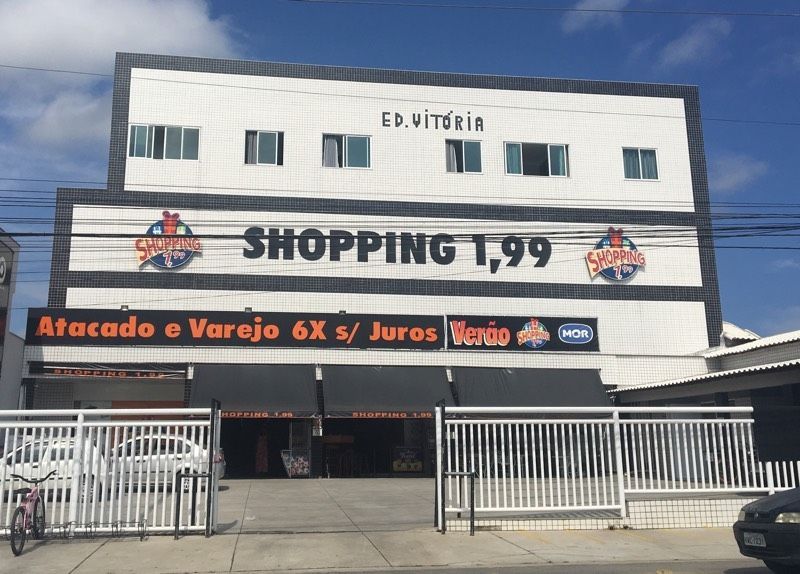 ED. VITÓRIA
SHOPPING
1,99
SHOPPING 1,99
SHOPPING
1,99
Atacado e Varejo 6X s/ Juros
Verão
SHOPPING
MOR
SHOPPING 1,99
SHOPPING 1,99
SHOPPING 1,99